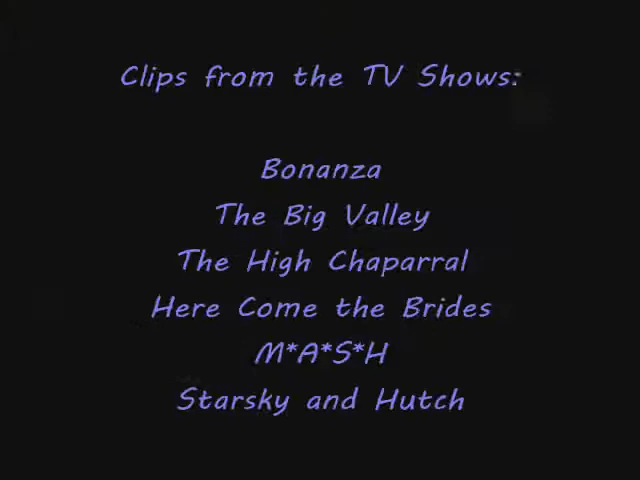 Clips from the TV Shows:
Bonanza
The Big Valley
The High Chaparral
Here Come the Brides
M*A*S*H
Starsky and Hutch